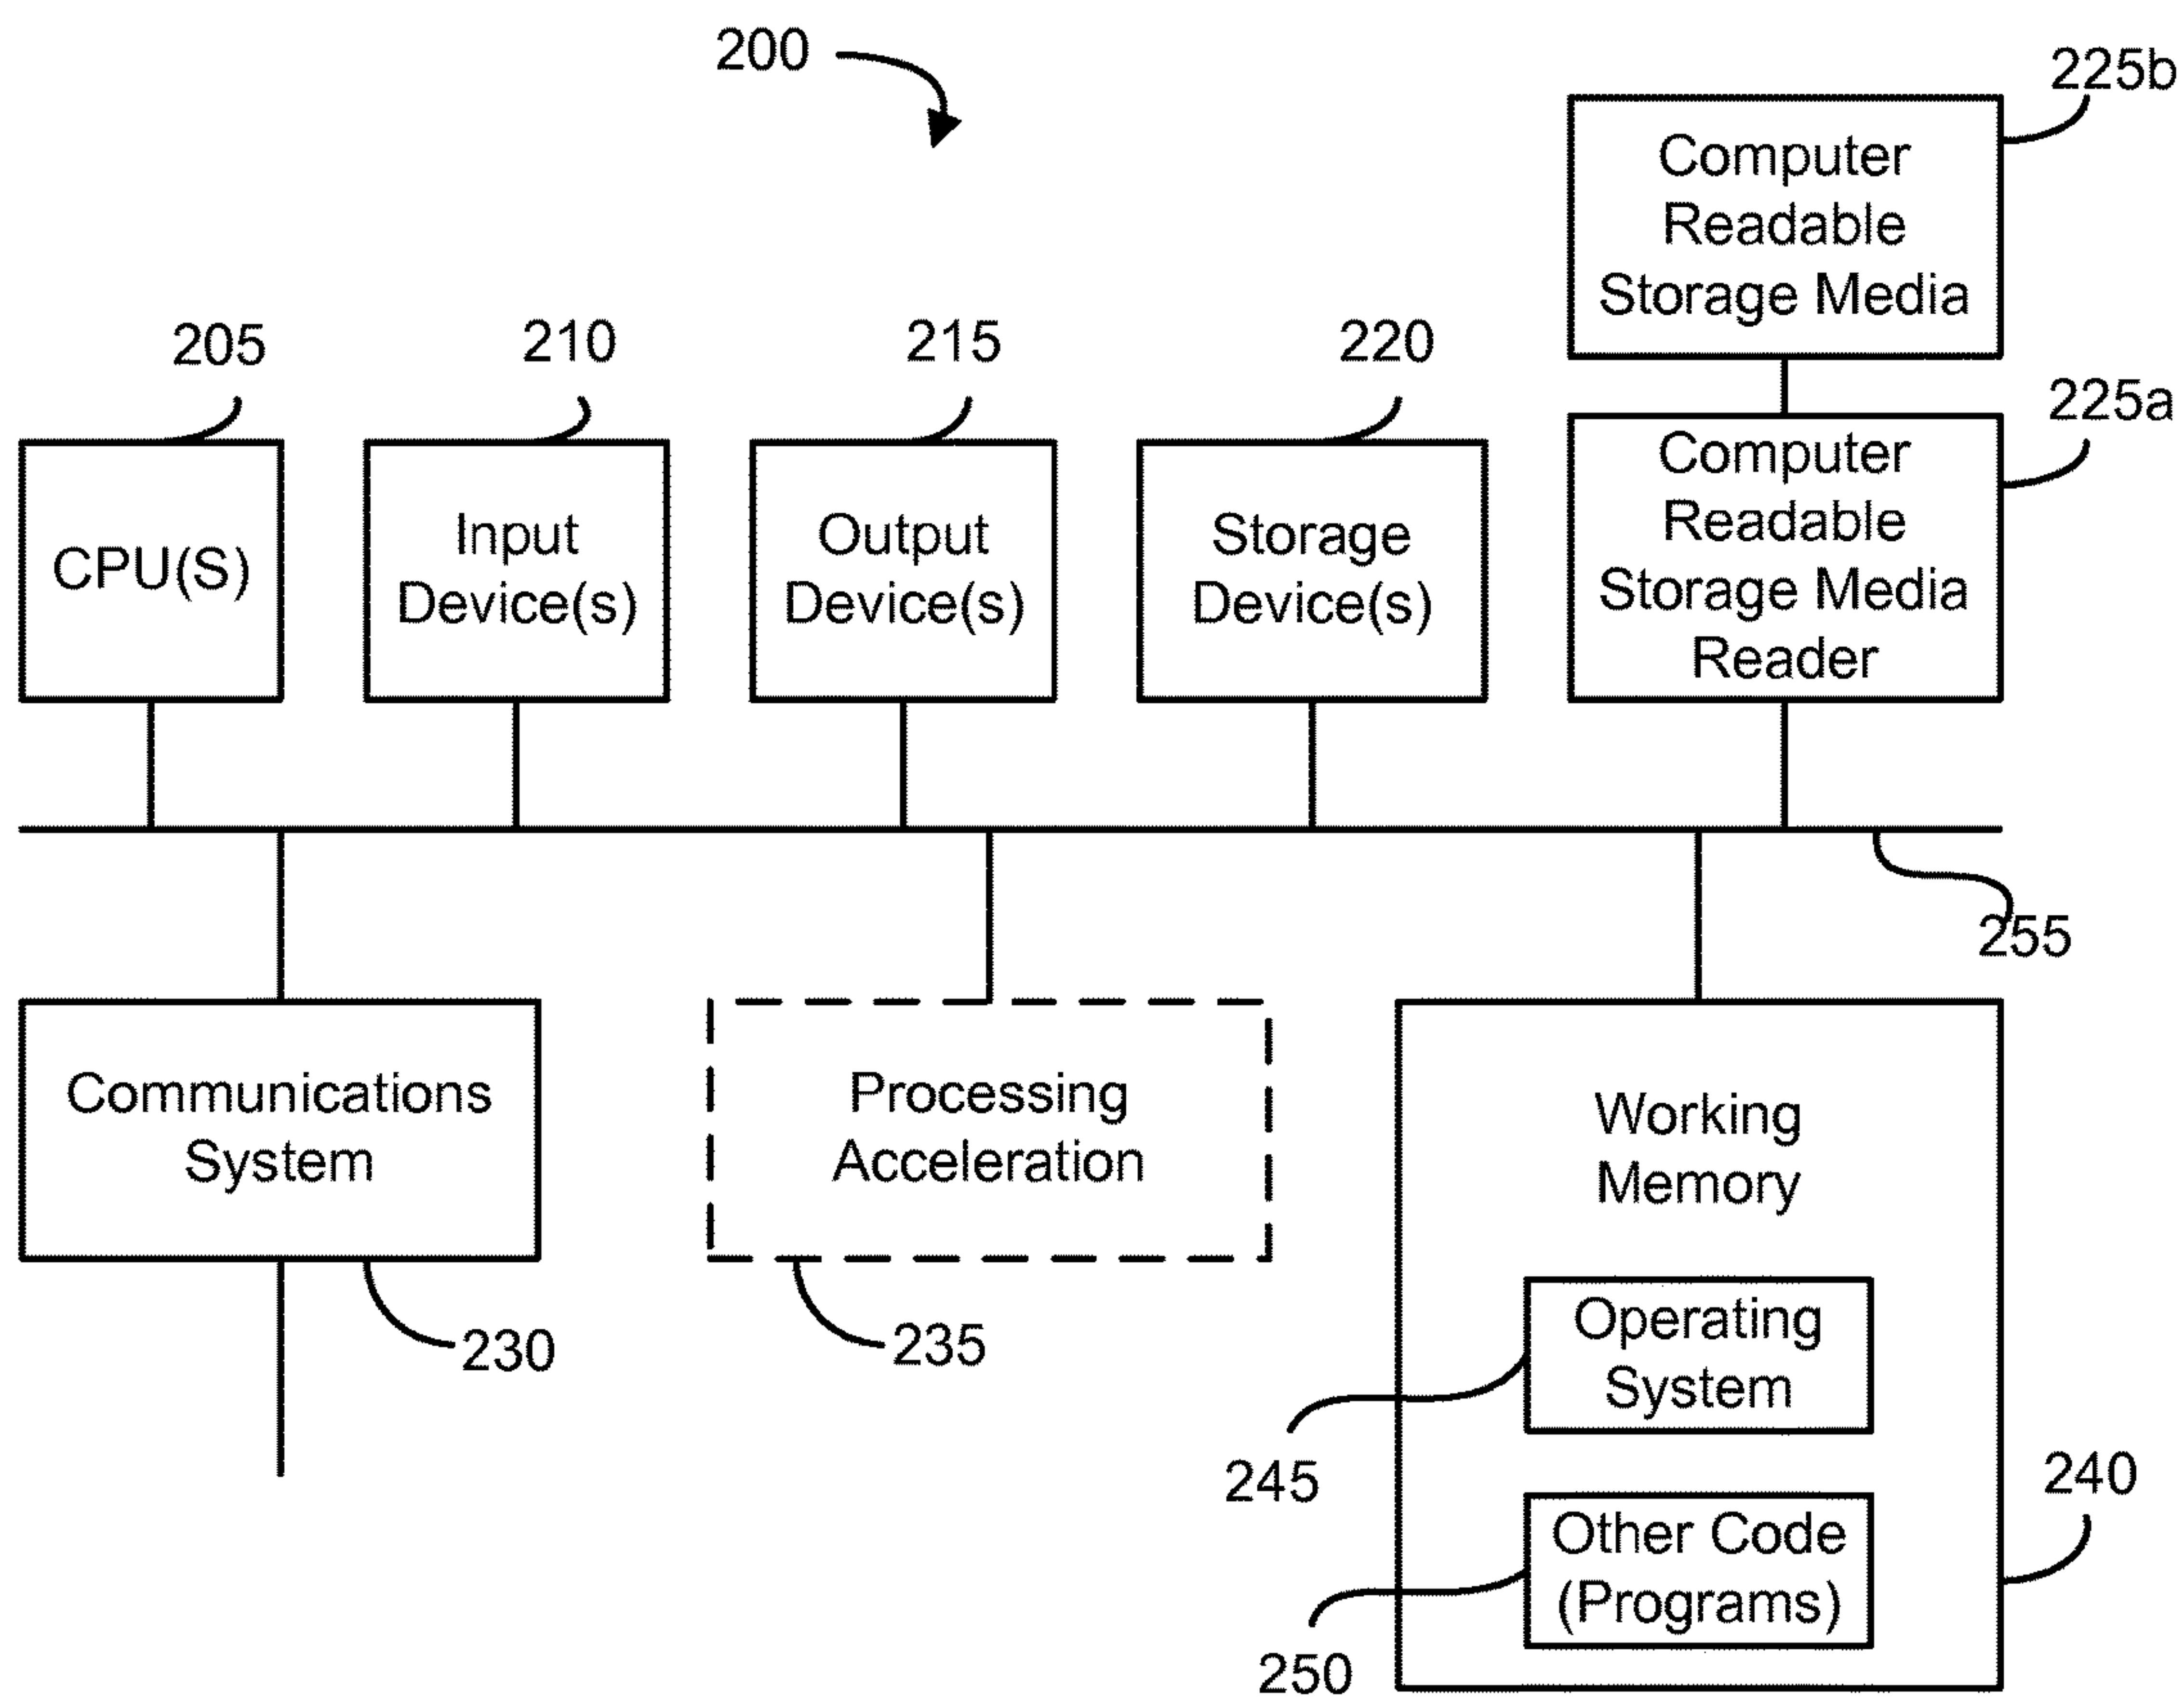 200
225b
Computer
Readable
Storage Media
205
210
215
220
225a
CPU(S)
Input
Device(s)
Output
Device(s)
Storage
Device(s)
Computer
Readable
Storage Media
Reader
255
Communications
System
Processing
Acceleration
Working
Memory
230
235
Operating
System
245
240
Other Code
(Programs)
250